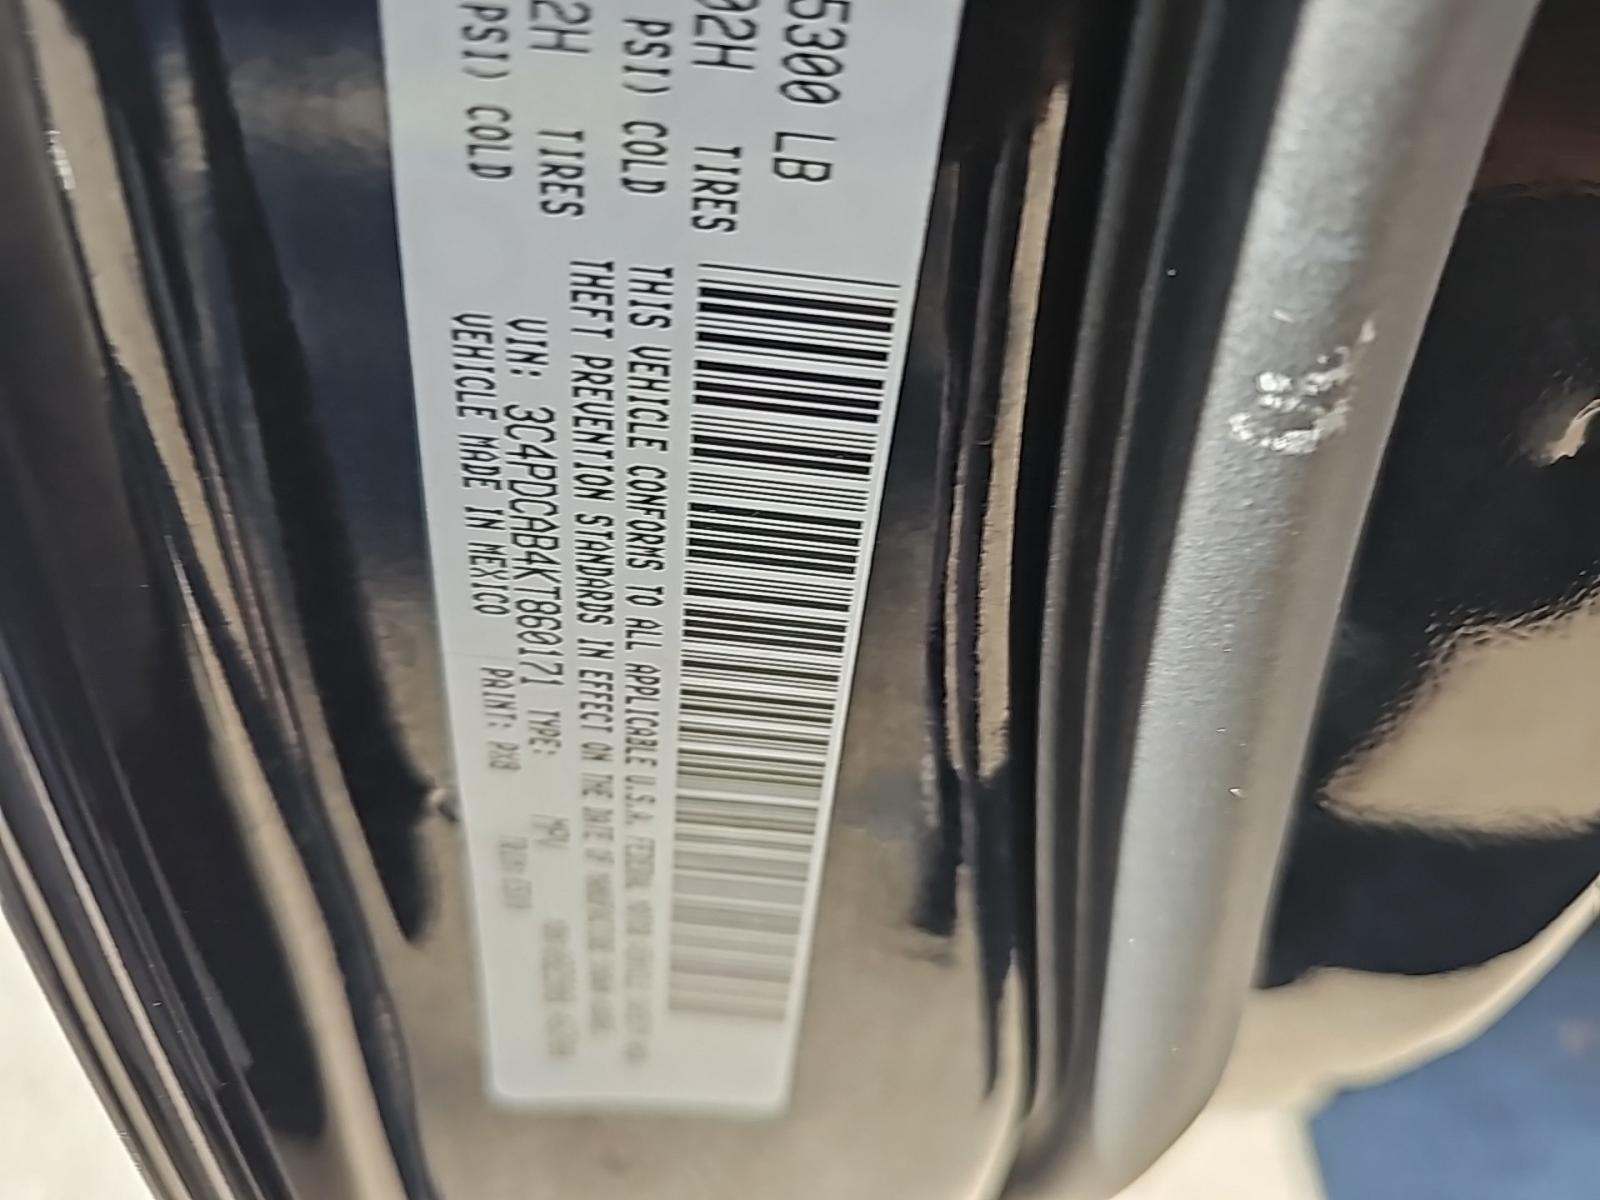 5300 LB
02H TIRES
PSI) COLD
2H TIRES
PSI) COLD
THIS VEHICLE CONFORMS TO ALL APPLICABLE U.S.A. FEDERAL MOTOR VEHICLE SAFETY AND
THEFT PREVENTION STANDARDS IN EFFECT ON THE DATE OF MANUFACTURE SHOWN ABOVE.
VIN: 3C4PDCAB4KT860171 TYPE: MPV
VEHICLE MADE IN MEXICO PAINT: PX8